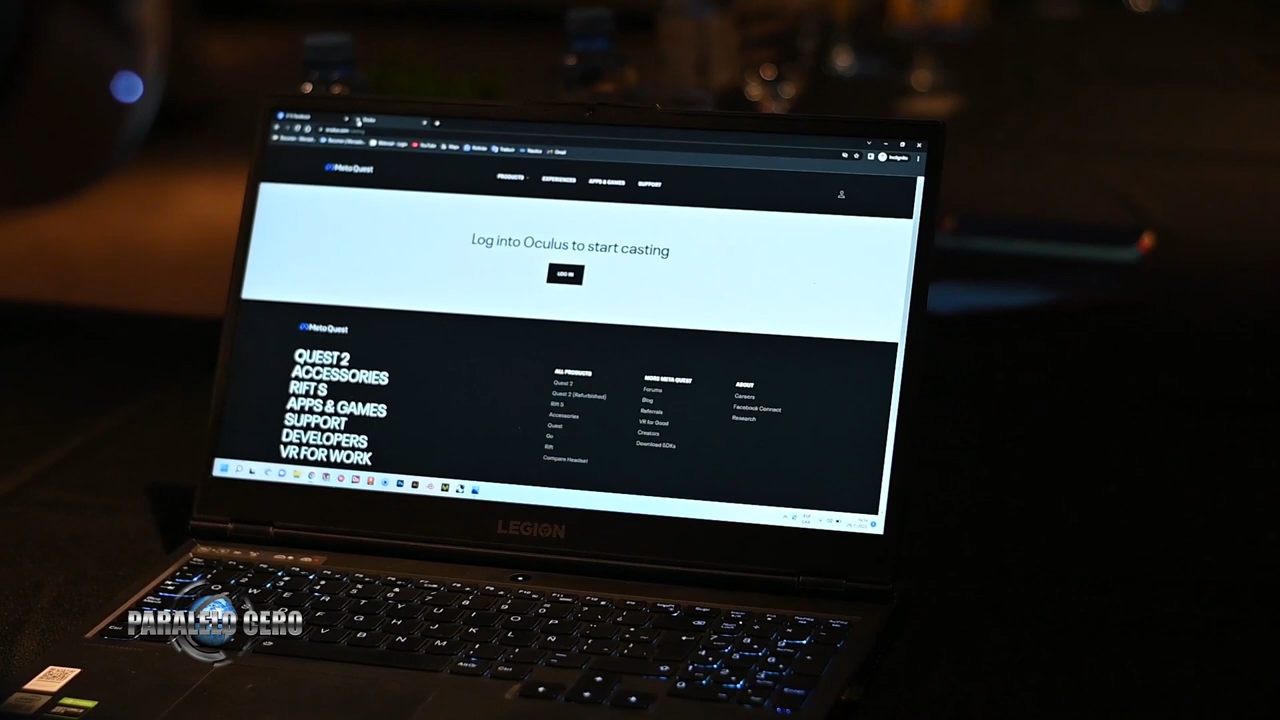 Meta Quest
PRODUCTS
EXPERIENCES
APPS & GAMES
SUPPORT
Log into Oculus to start casting
LOG IN
Meta Quest
QUEST 2
ACCESSORIES
RIFT S
APPS & GAMES
SUPPORT
DEVELOPERS
VR FOR WORK
ALL PRODUCTS
Quest 2
Quest 2 (Refurbished)
Rift S
Accessories
Quest
Go
Rift
Compare Headset
MORE META QUEST
Forums
Blog
Referrals
VR for Good
Creators
Download SDKs
ABOUT
Careers
Facebook Connect
Research
LEGION
PARALELO CERO